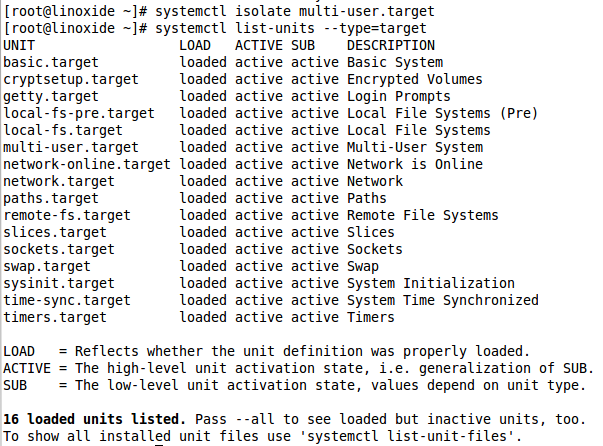 [root@linoxide ~]# systemctl isolate multi-user.target
[root@linoxide ~]# systemctl list-units --type=target
UNIT                  LOAD   ACTIVE SUB    DESCRIPTION
basic.target          loaded active active Basic System
cryptsetup.target     loaded active active Encrypted Volumes
getty.target          loaded active active Login Prompts
local-fs-pre.target   loaded active active Local File Systems (Pre)
local-fs.target       loaded active active Local File Systems
multi-user.target     loaded active active Multi-User System
network-online.target loaded active active Network is Online
network.target        loaded active active Network
paths.target          loaded active active Paths
remote-fs.target      loaded active active Remote File Systems
slices.target         loaded active active Slices
sockets.target        loaded active active Sockets
swap.target           loaded active active Swap
sysinit.target        loaded active active System Initialization
time-sync.target      loaded active active System Time Synchronized
timers.target         loaded active active Timers
LOAD   = Reflects whether the unit definition was properly loaded.
ACTIVE = The high-level unit activation state, i.e. generalization of SUB.
SUB    = The low-level unit activation state, values depend on unit type.
16 loaded units listed. Pass --all to see loaded but inactive units, too.
To show all installed unit files use 'systemctl list-unit-files'.